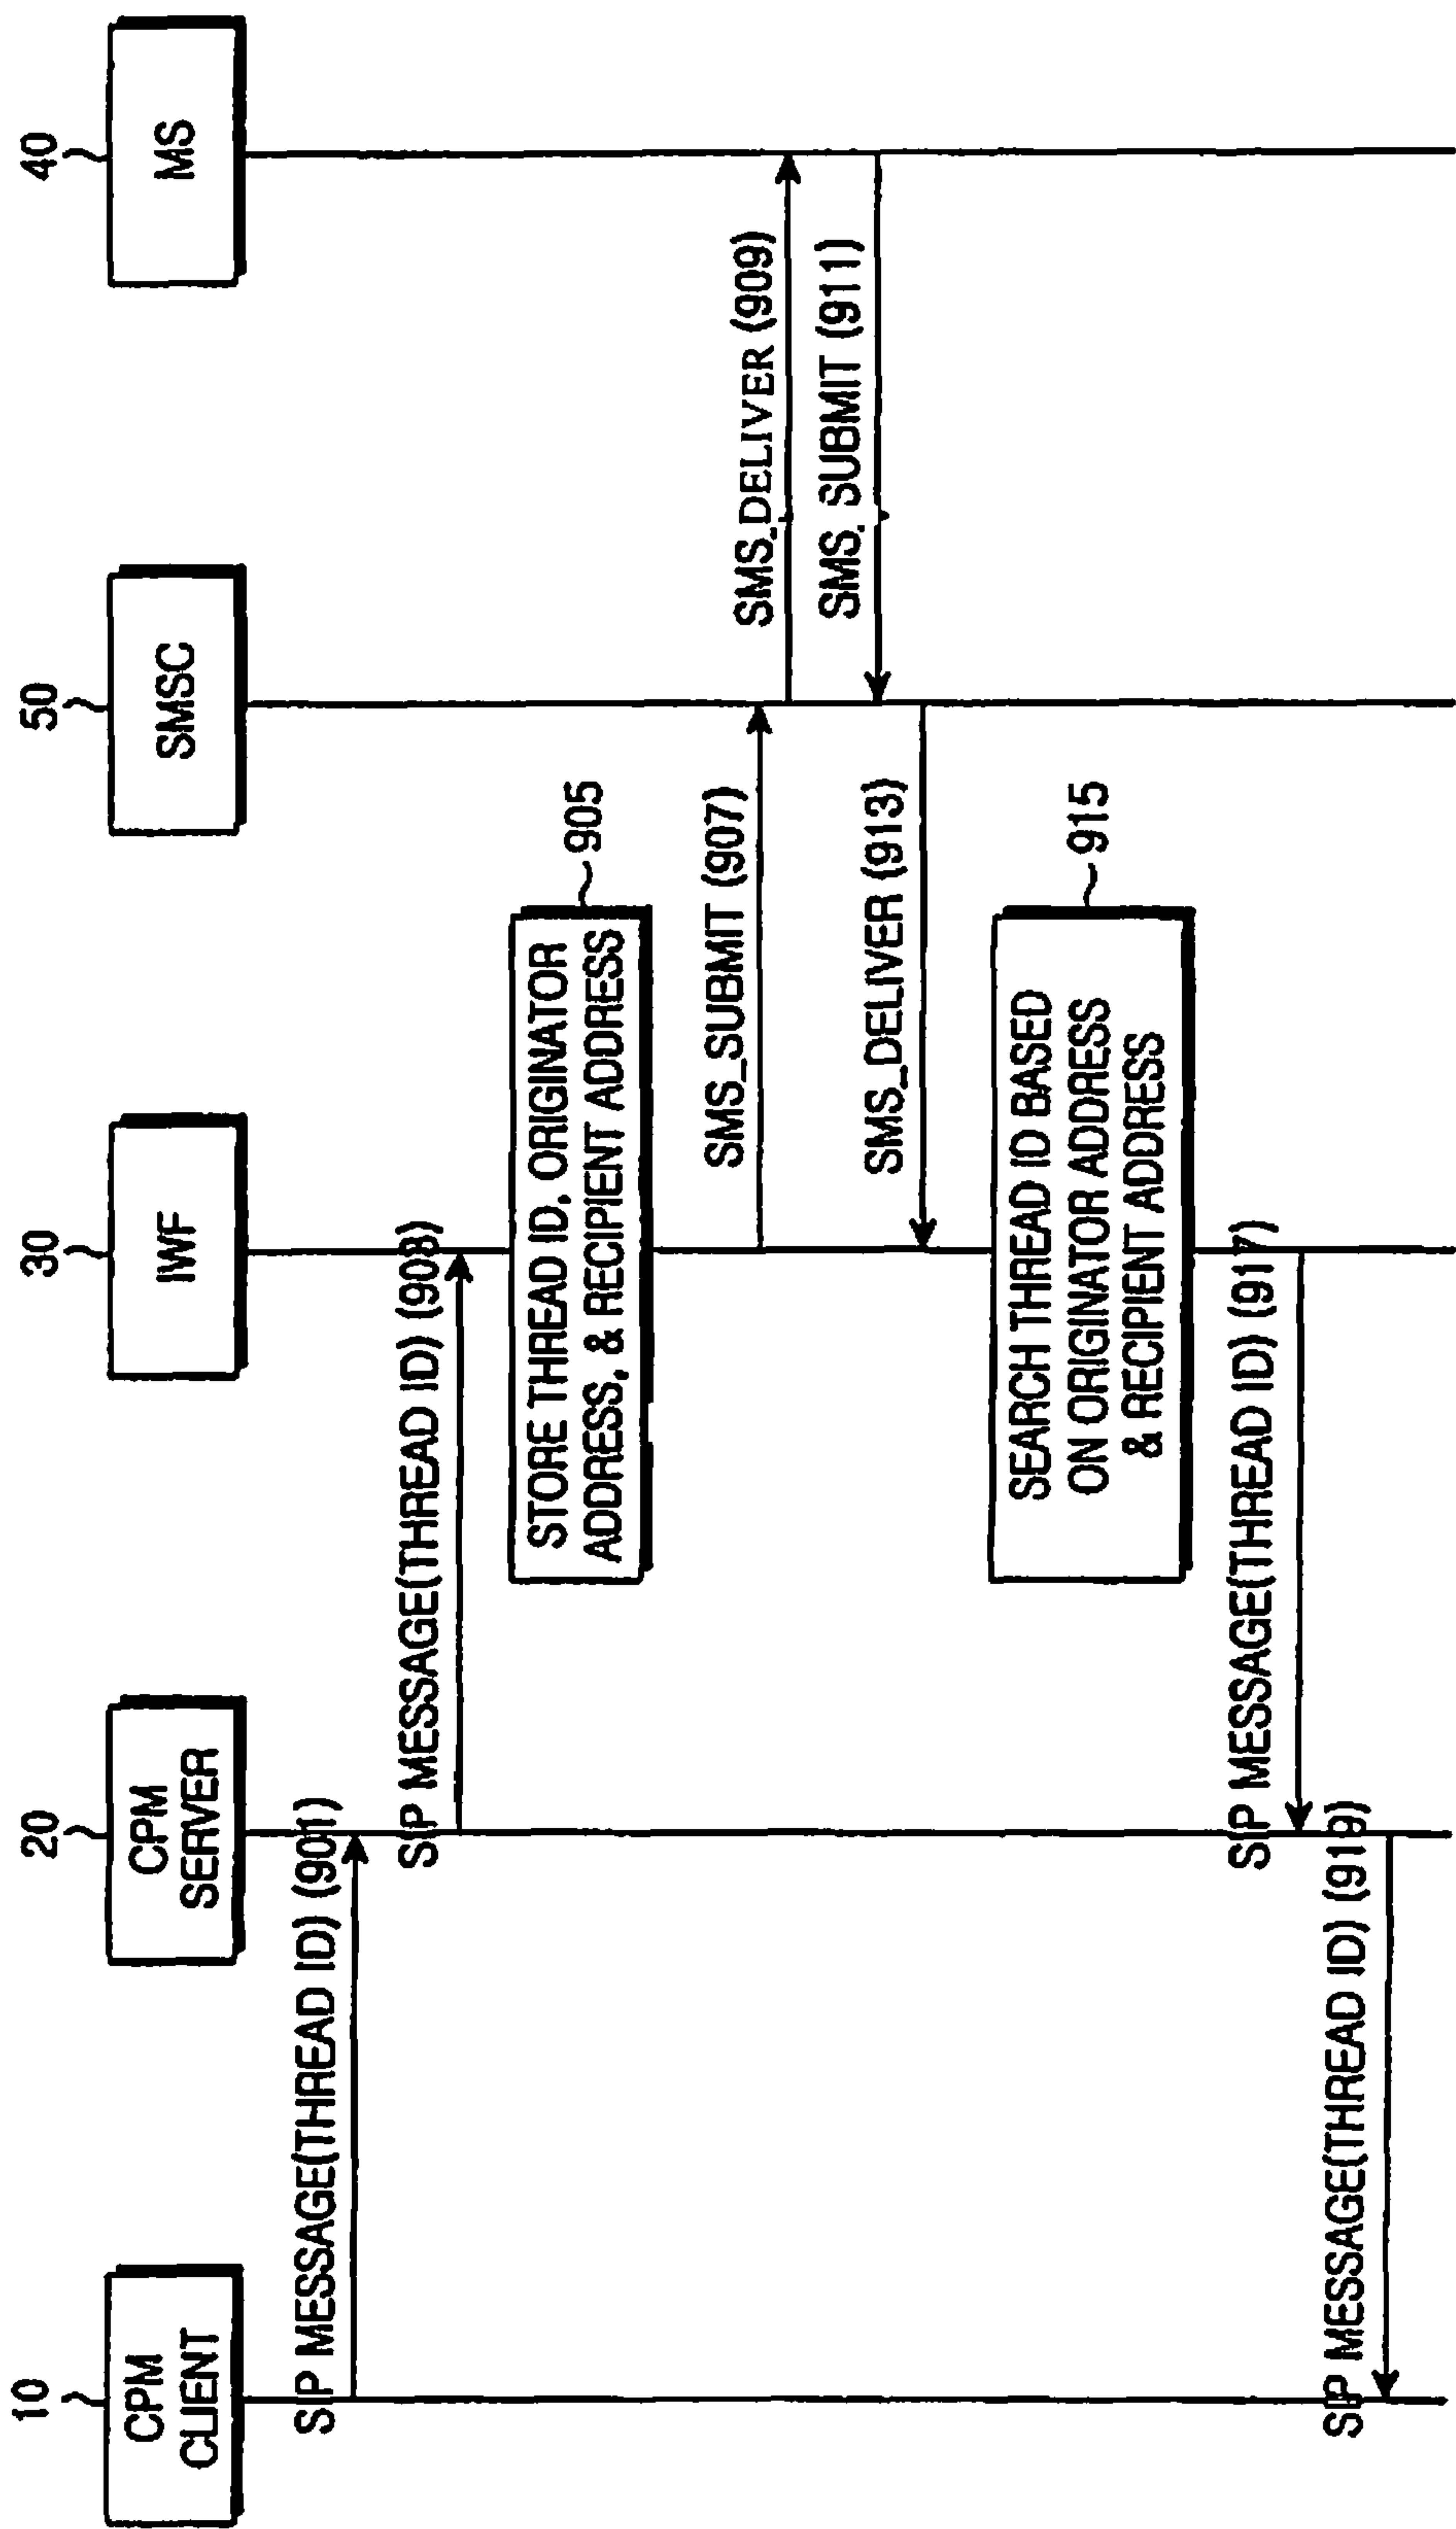 10
20
30
50
40
CPM
CLIENT
CPM
SERVER
IWF
SMSC
MS
SIP MESSAGE(THREAD ID) (901)
SIP MESSAGE(THREAD ID) (903)
STORE THREAD ID, ORIGINATOR
ADDRESS, & RECIPIENT ADDRESS
905
SMS_SUBMIT (907)
SMS_DELIVER (909)
SMS_SUBMIT (911)
SMS_DELIVER (913)
SEARCH THREAD ID BASED
ON ORIGINATOR ADDRESS
& RECIPIENT ADDRESS
915
SIP MESSAGE(THREAD ID) (917)
SIP MESSAGE(THREAD ID) (919)